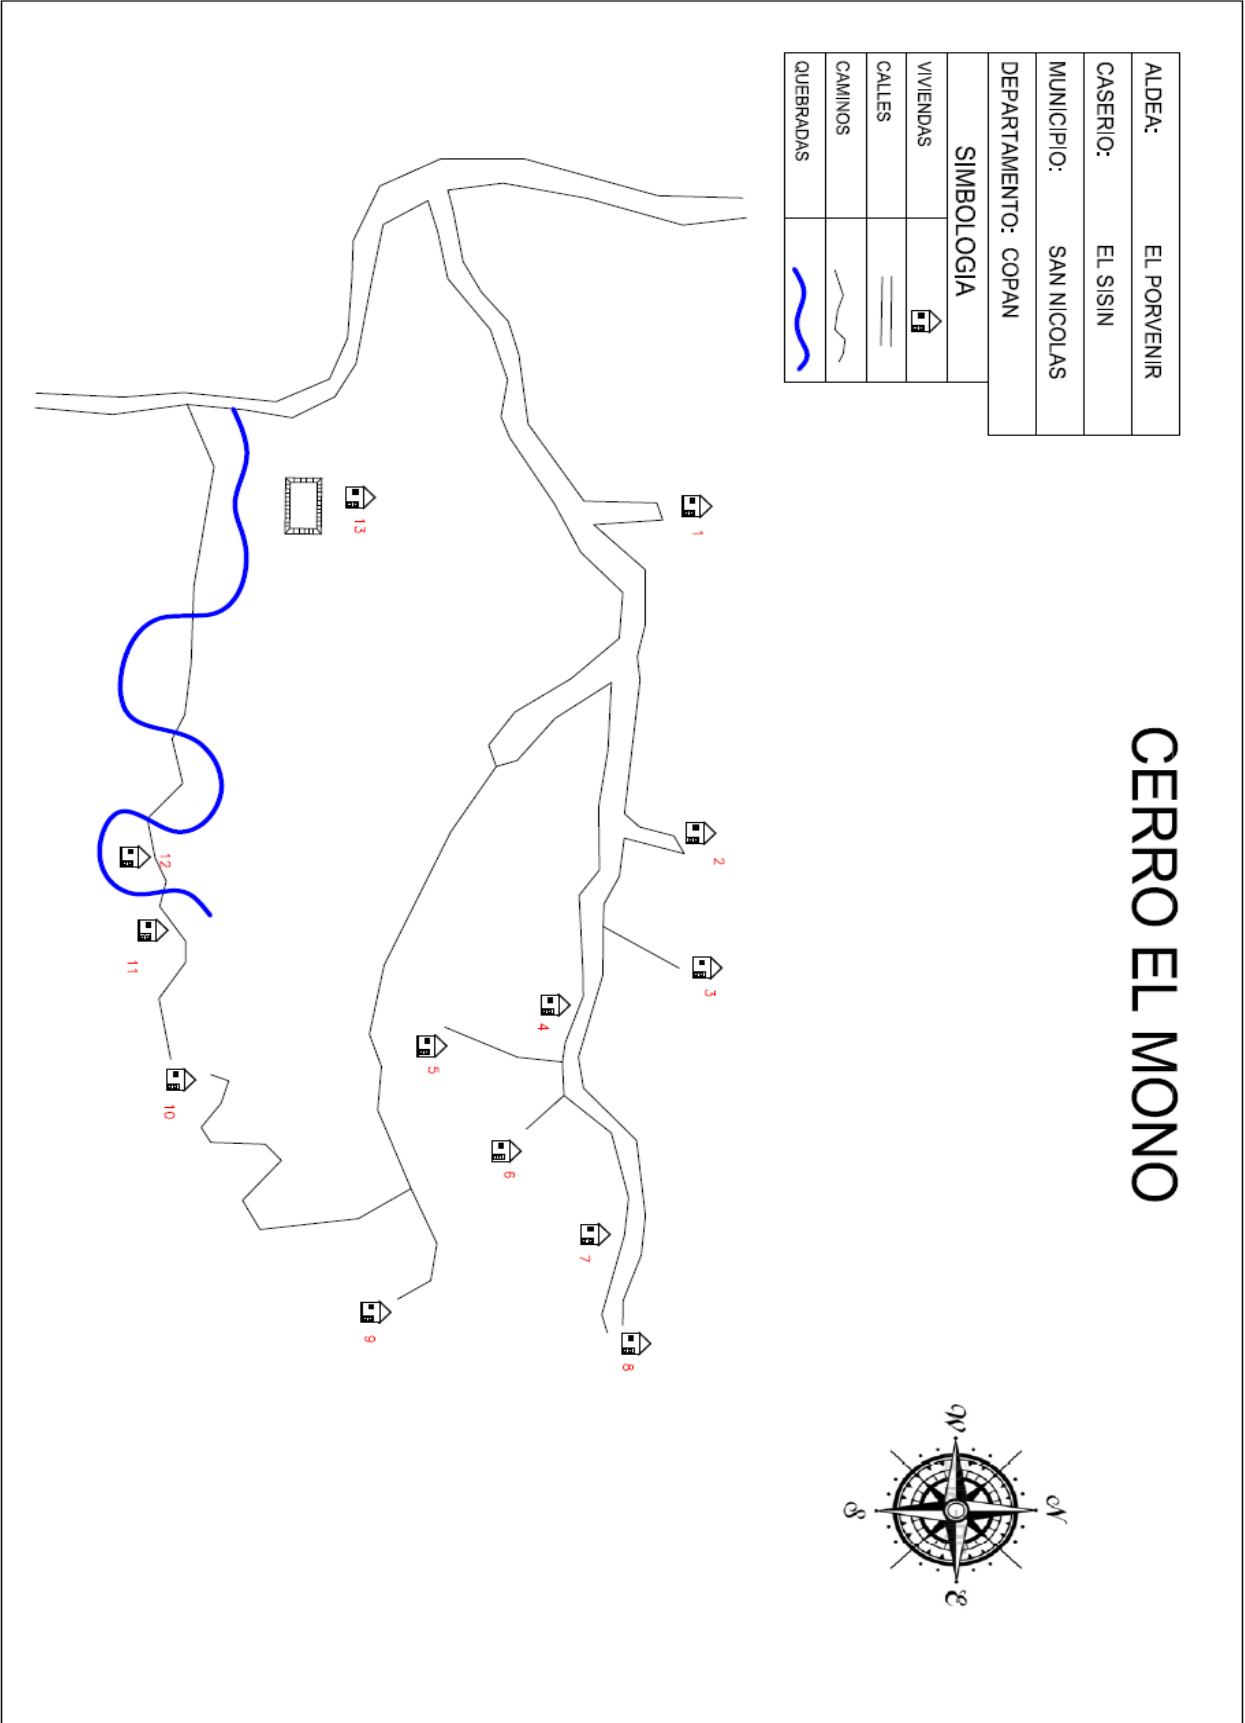 CERRO EL MONO
ALDEA: EL PORVENIR
CASERIO: EL SISIN
MUNICIPIO: SAN NICOLAS
DEPARTAMENTO: COPAN
SIMBOLOGIA
VIVIENDAS
CALLES
CAMINOS
QUEBRADAS
N
W
E
S
1
2
3
4
5
6
7
8
9
10
11
12
13